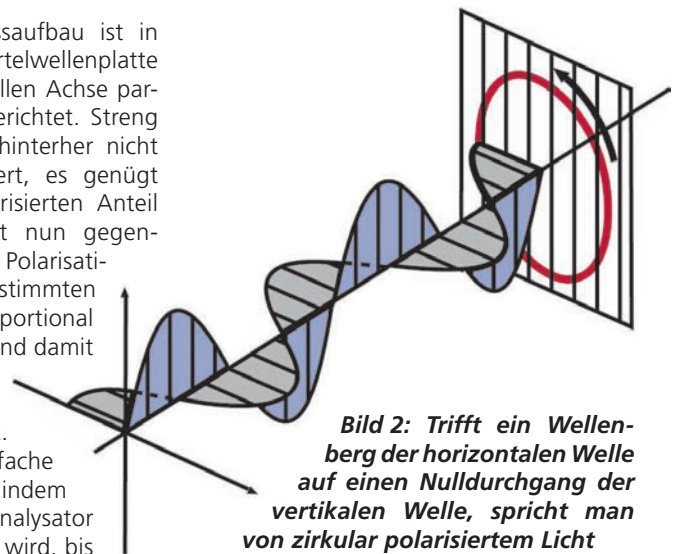 ssaufbau ist in
rtelwellenplatte
llen Achse par-
erichtet. Streng
hinterher nicht
ert, es genügt
risierten Anteil
t nun gegen-
Polarisati-
stimmten
portional
nd damit
.
fache
indem
nalysator
wird, bis
Bild 2: Trifft ein Wellen-
berg der horizontalen Welle
auf einen Nulldurchgang der
vertikalen Welle, spricht man
von zirkular polarisiertem Licht